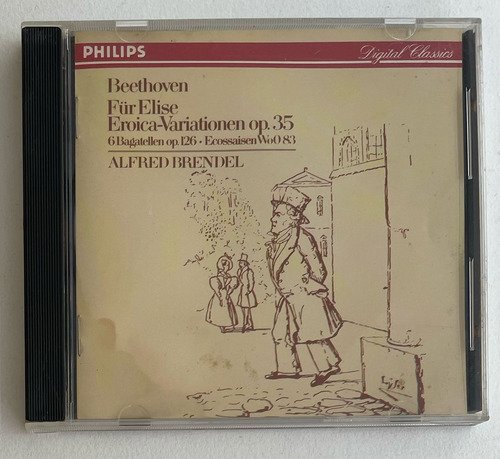 PHILIPS
Digital Classics
Beethoven
Für Elise
Eroica-Variationen op. 35
6 Bagatellen op. 126 • Ecossaisen WoO 83
ALFRED BRENDEL